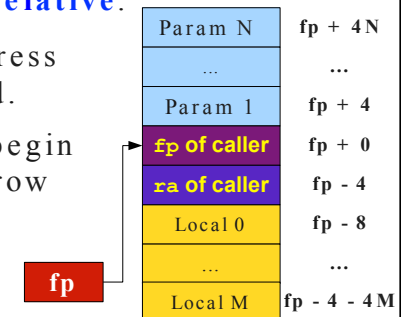 relative.
ress
d.
begin
row
fp
Param N fp + 4N
... ...
Param 1 fp + 4
fp of caller fp + 0
ra of caller fp - 4
Local 0 fp - 8
... ...
Local M fp - 4 - 4M